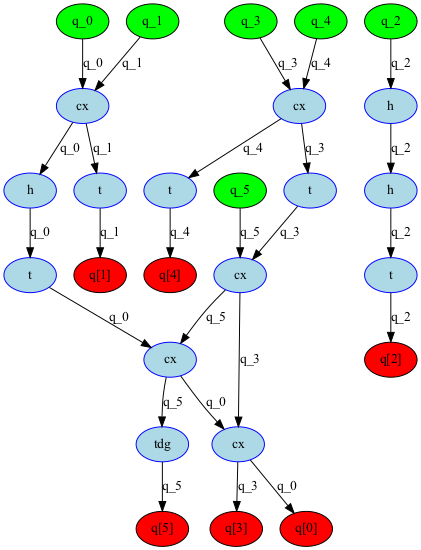 q_0 q_1 q_3 q_4 q_2
q_0 q_1 q_3 q_4 q_2
cx cx h
q_0 q_1 q_4 q_3 q_2
h t t q_5 t h
q_0 q_1 q_4 q_5 q_3 q_2
t q[1] q[4] cx t
q_0 q_5 q_3 q_2
cx q[2]
q_5 q_0
tdg cx
q_5 q_3 q_0
q[5] q[3] q[0]